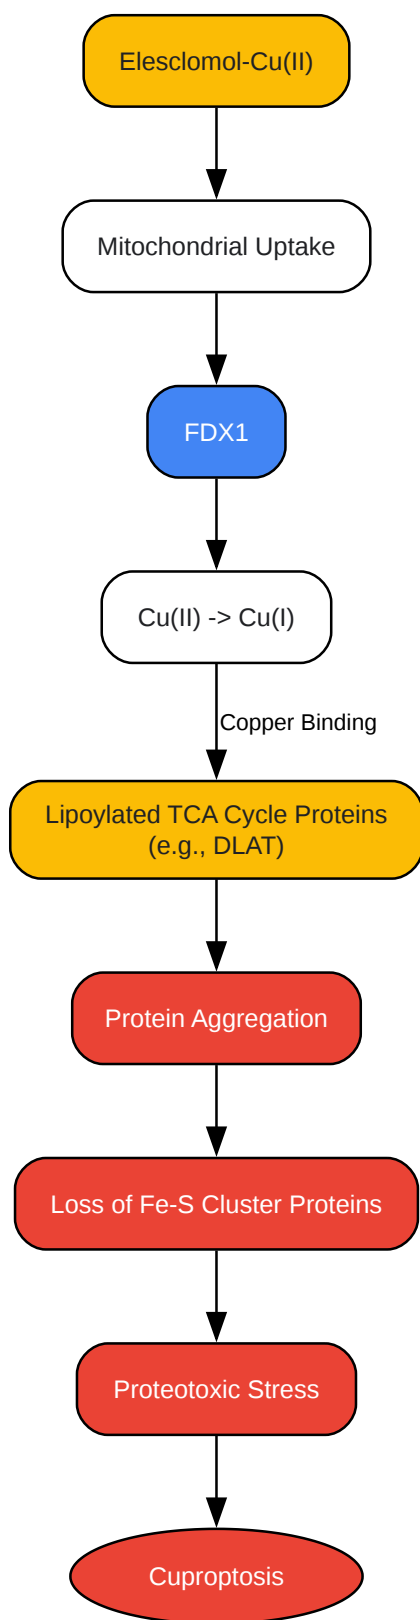 Elesclomol-Cu(II)
Mitochondrial Uptake
FDX1
Cu(II) -> Cu(I)
Copper Binding
Lipoylated TCA Cycle Proteins
(e.g., DLAT)
Protein Aggregation
Loss of Fe-S Cluster Proteins
Proteotoxic Stress
Cuproptosis